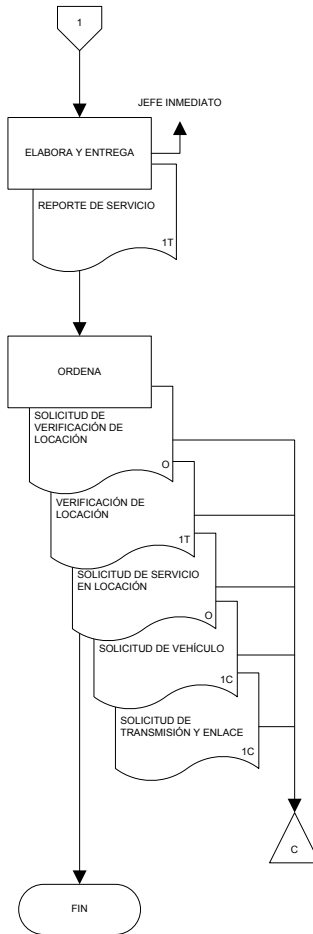 1
JEFE INMEDIATO
ELABORA Y ENTREGA
REPORTE DE SERVICIO
1T
ORDENA
SOLICITUD DE
VERIFICACIÓN DE
LOCACIÓN
O
VERIFICACIÓN DE
LOCACIÓN
1T
SOLICITUD DE SERVICIO
EN LOCACIÓN
O
SOLICITUD DE VEHÍCULO
1C
SOLICITUD DE
TRANSMISIÓN Y ENLACE
1C
C
FIN